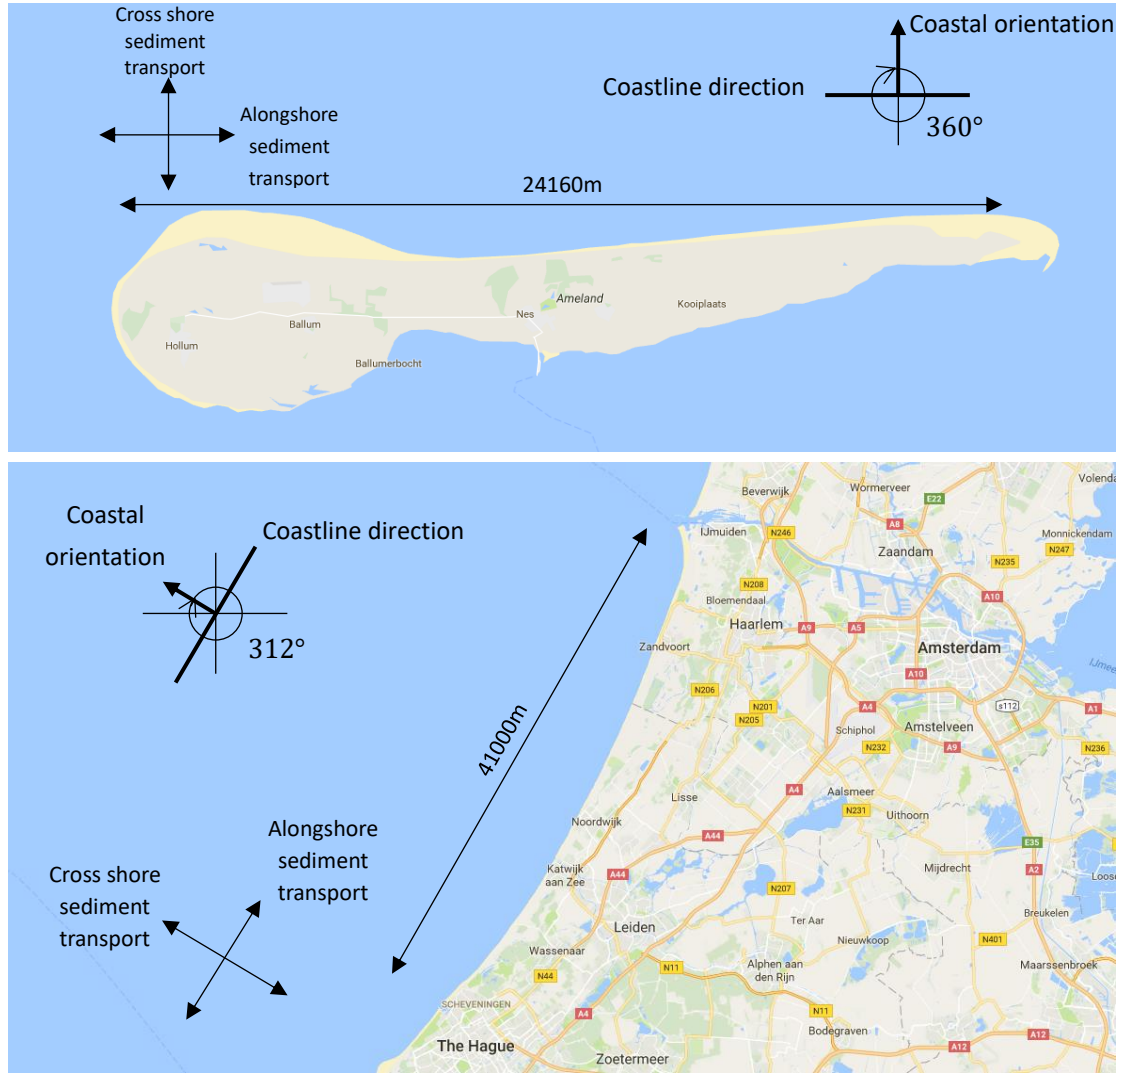 Cross shore
sediment
transport
Coastal orientation
Coastline direction
360°
Alongshore
sediment
transport
24160m
Ameland
Kooiplaats
Nes
Ballum
Hollum
Ballumerbocht
Coastal
orientation
Coastline direction
312°
41000m
Alongshore
sediment
transport
Cross shore
sediment
transport
Beverwijk
Wormerveer
Volenda
E22
IJmuiden
N246
A8
Monnickendam
N247
Zaandam
N235
N208
A10
Bloemendaal
Haarlem
A9
A5
Zandvoort
Amsterdam
IJmee
A10
N206
N201
A4
s112
A1
N205
Schiphol
Amstelveen
N232
A9
N236
Lisse
A4
Aalsmeer
N231
Uithoorn
Noordwijk
A44
E35
Katwijk
aan Zee
A44
Mijdrecht
A2
Loos
N207
Leiden
Ter Aar
Breukelen
Wassenaar
Nieuwkoop
N401
N11
Alphen aan
den Rijn
Maarssenbroek
N44
SCHEVENINGEN
A4
N11
Bodegraven
The Hague
A12
A12
Zoetermeer